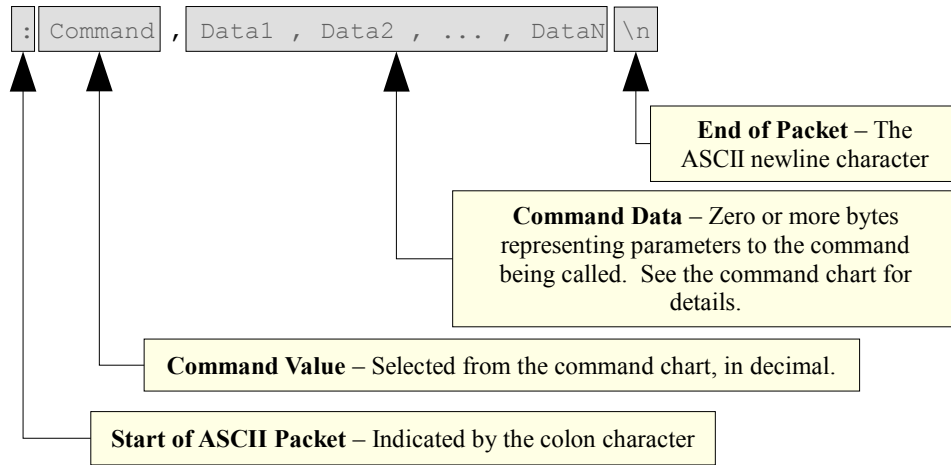 : Command , Data1 , Data2 , ... , DataN \n
End of Packet – The
ASCII newline character
Command Data – Zero or more bytes
representing parameters to the command
being called. See the command chart for
details.
Command Value – Selected from the command chart, in decimal.
Start of ASCII Packet – Indicated by the colon character